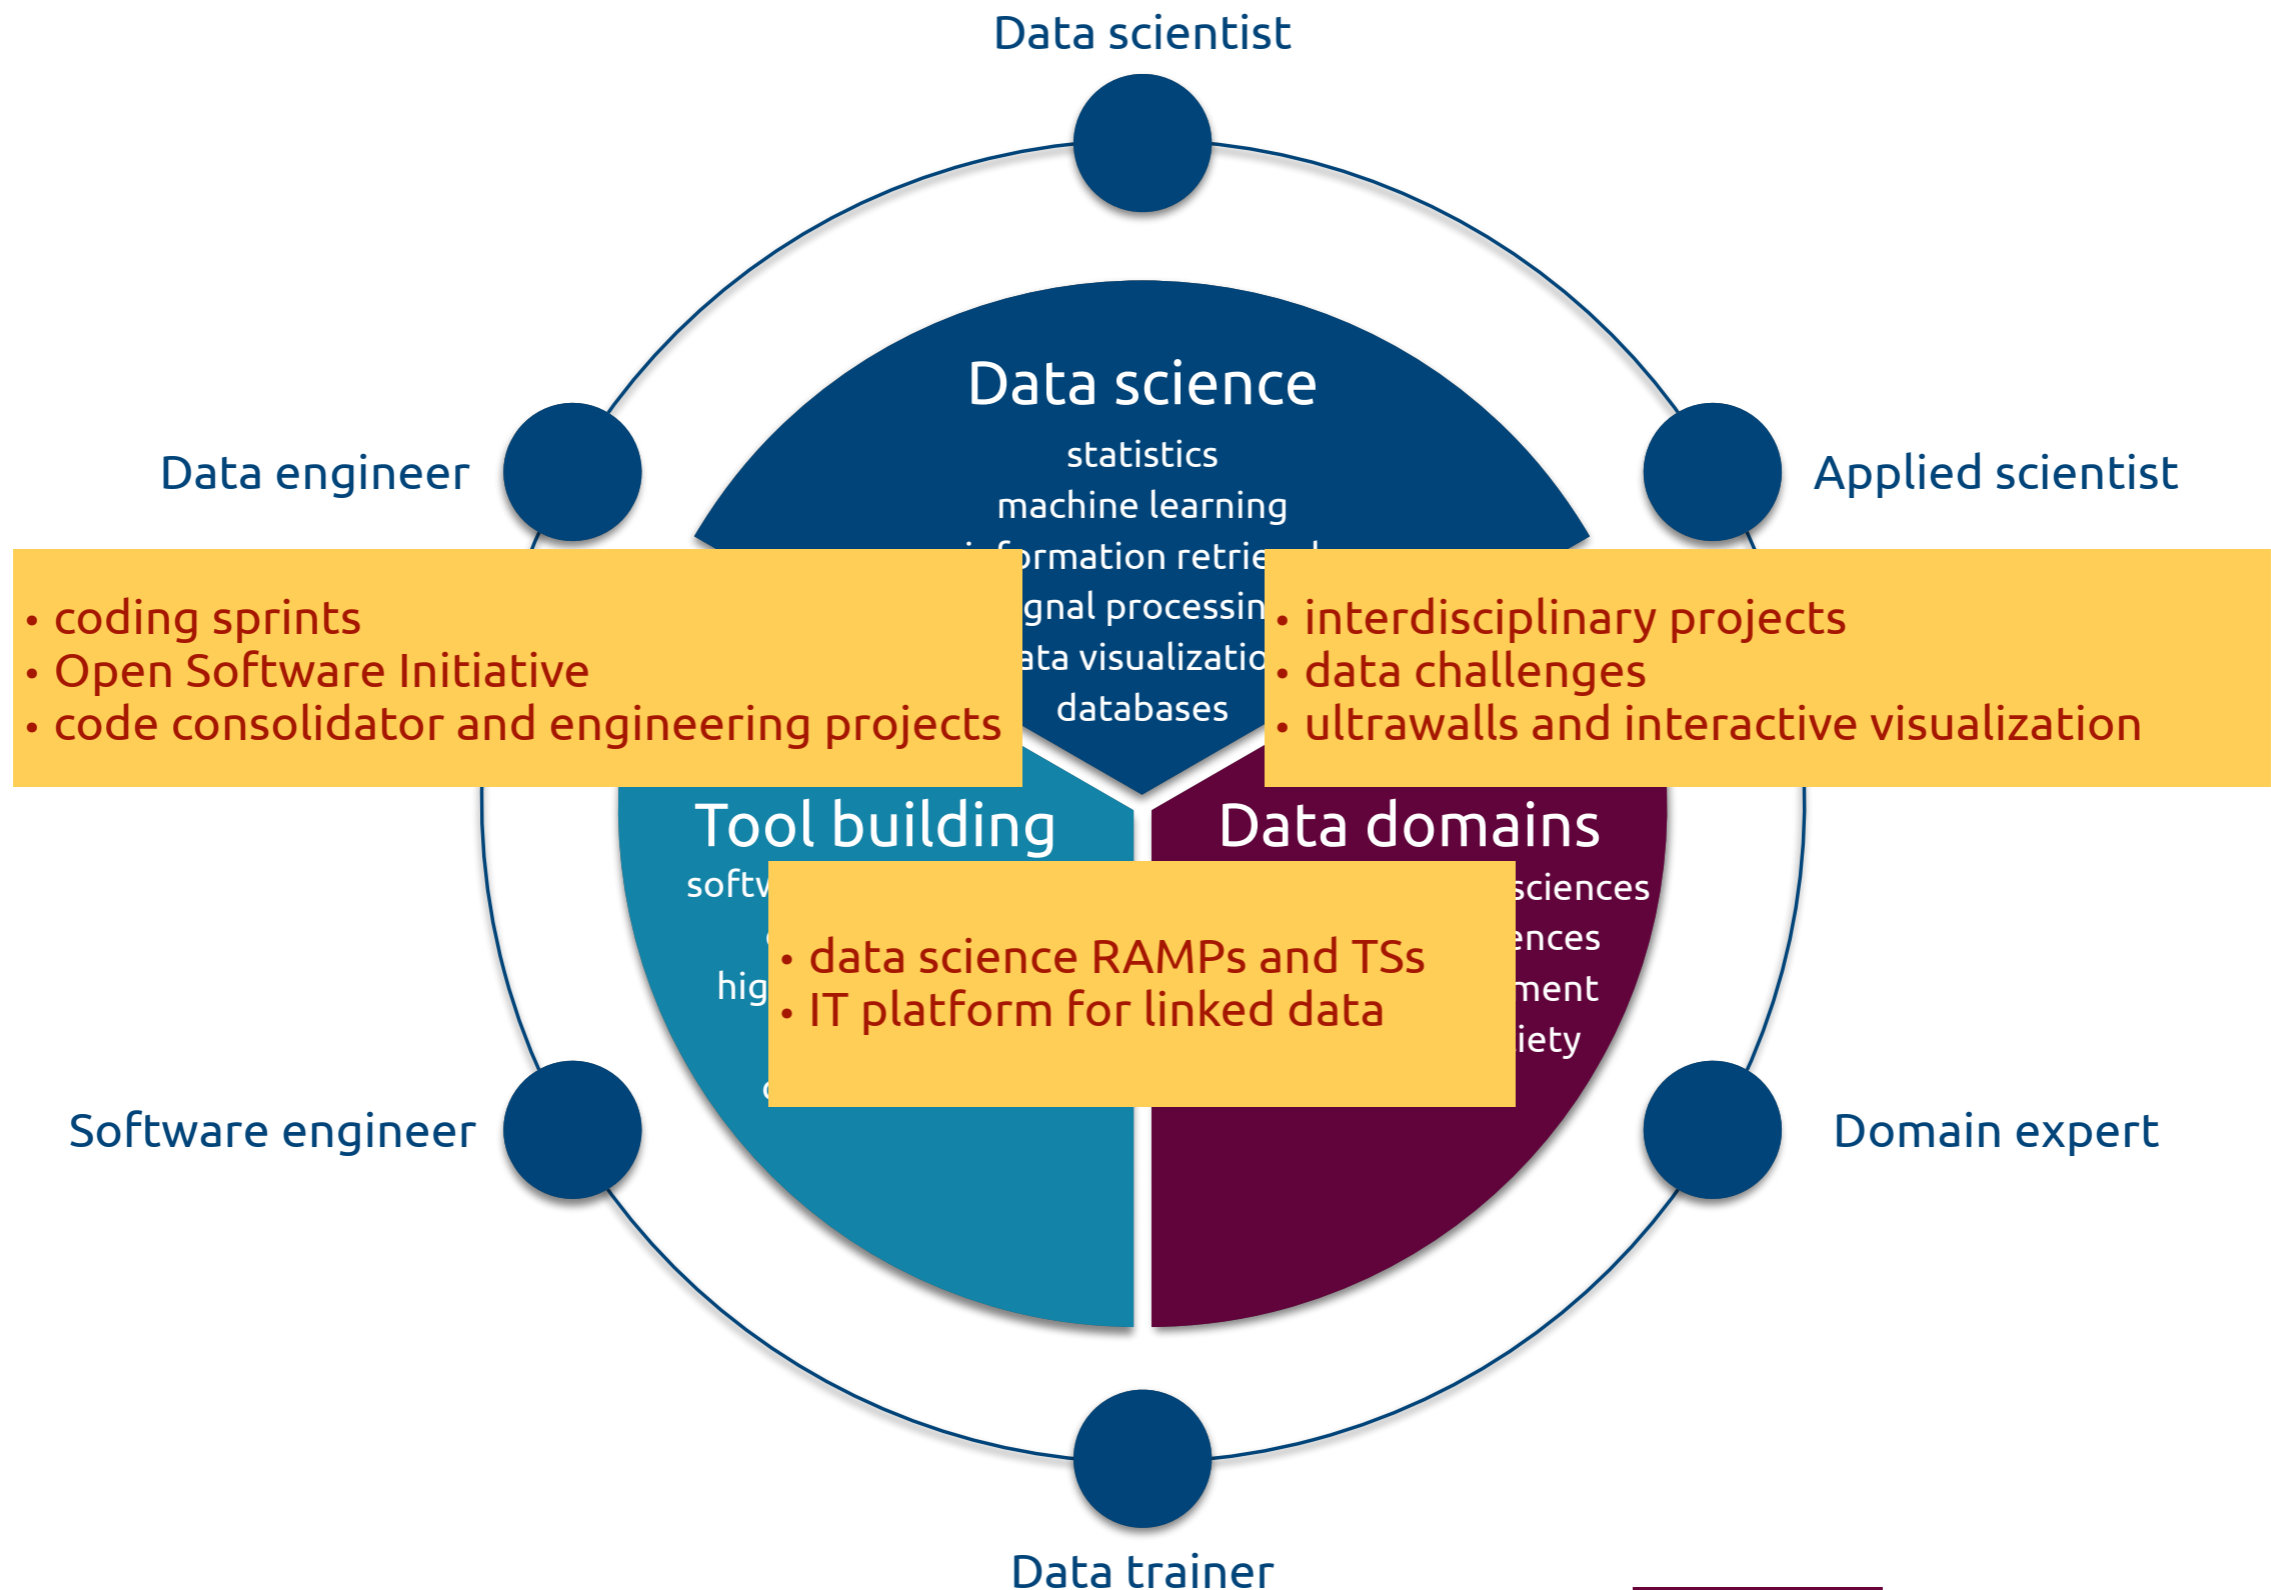 Data scientist
Data engineer
Applied scientist
Data science
statistics
machine learning
retrie
databases
• coding sprints
• Open Software Initiative
• code consolidator and engineering projects
• interdisciplinary projects
• data challenges
• ultrawalls and interactive visualization
Tool building
Data domains
sciences
• data science RAMPs and TSs
• IT platform for linked data
Software engineer
Domain expert
Data trainer